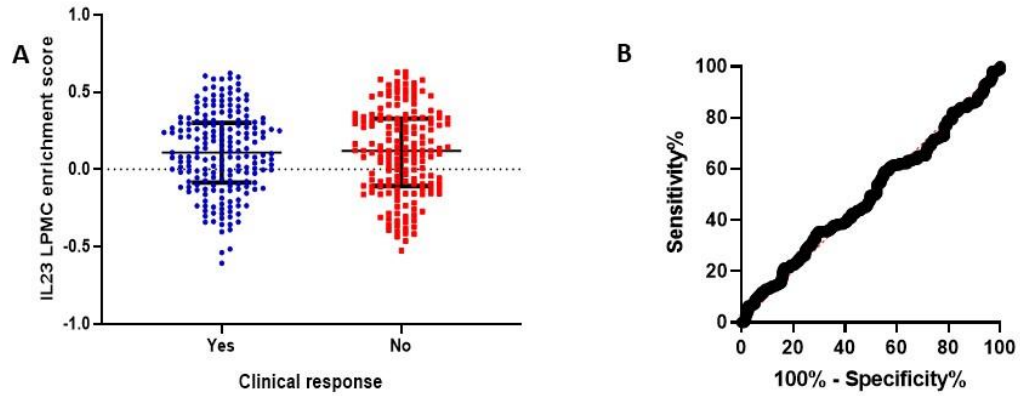 A
IL23 LPMC enrichment score
1.0
0.5
0.0
-0.5
-1.0
Yes
No
Clinical response
B
Sensitivity%
100
80
60
40
20
0
0 20 40 60 80 100
100% - Specificity%